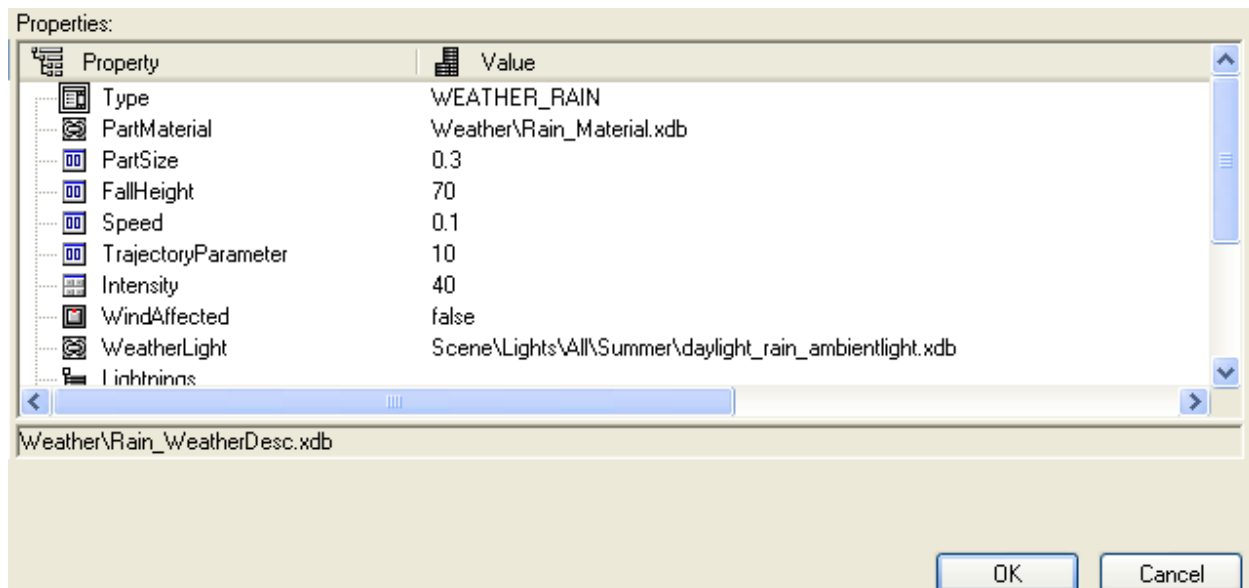 Properties:
Property Value
Type WEATHER_RAIN
PartMaterial Weather\Rain_Material.xdb
PartSize 0.3
FallHeight 70
Speed 0.1
TrajectoryParameter 10
Intensity 40
WindAffected false
WeatherLight Scene\Lights\All\Summer\daylight_rain_ambientlight.xdb
Lightnings
Weather\Rain_WeatherDesc.xdb
OK Cancel